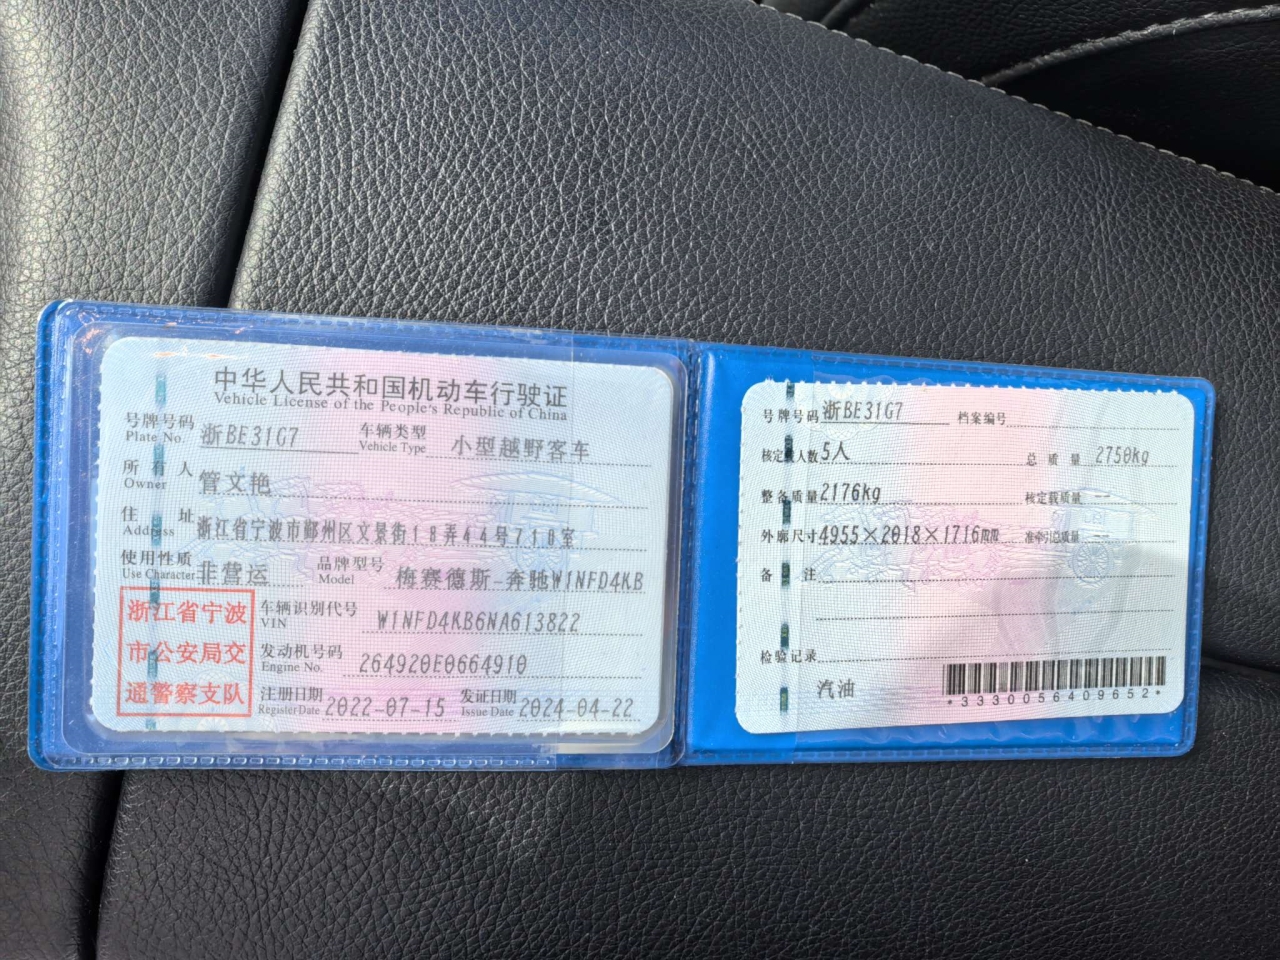 中华人民共和国机动车行驶证
Vehicle License of the People's Republic of China
号牌号码 浙BE31G7 车辆类型 小型越野客车
Plate No. Vehicle Type
所有人 管文艳
Owner
住址 浙江省宁波市鄞州区文景街18弄44号710室
Address
使用性质 非营运 品牌型号 梅赛德斯-奔驰W1NFD4KB
Use Character Model
浙江省宁波
市公安局交
通警察支队
车辆识别代号 W1NFD4KB6NA613822
VIN
发动机号码 264920E0664910
Engine No.
注册日期 2022-07-15 发证日期 2024-04-22
Register Date Issue Date
号牌号码 浙BE31G7 档案编号
核定载人数 5人 总质量 2750kg
整备质量 2176kg 核定载质量 --
外廓尺寸 4955×2018×1716mm 准牵引总质量 --
备注
检验记录
汽油
*3330056409652*